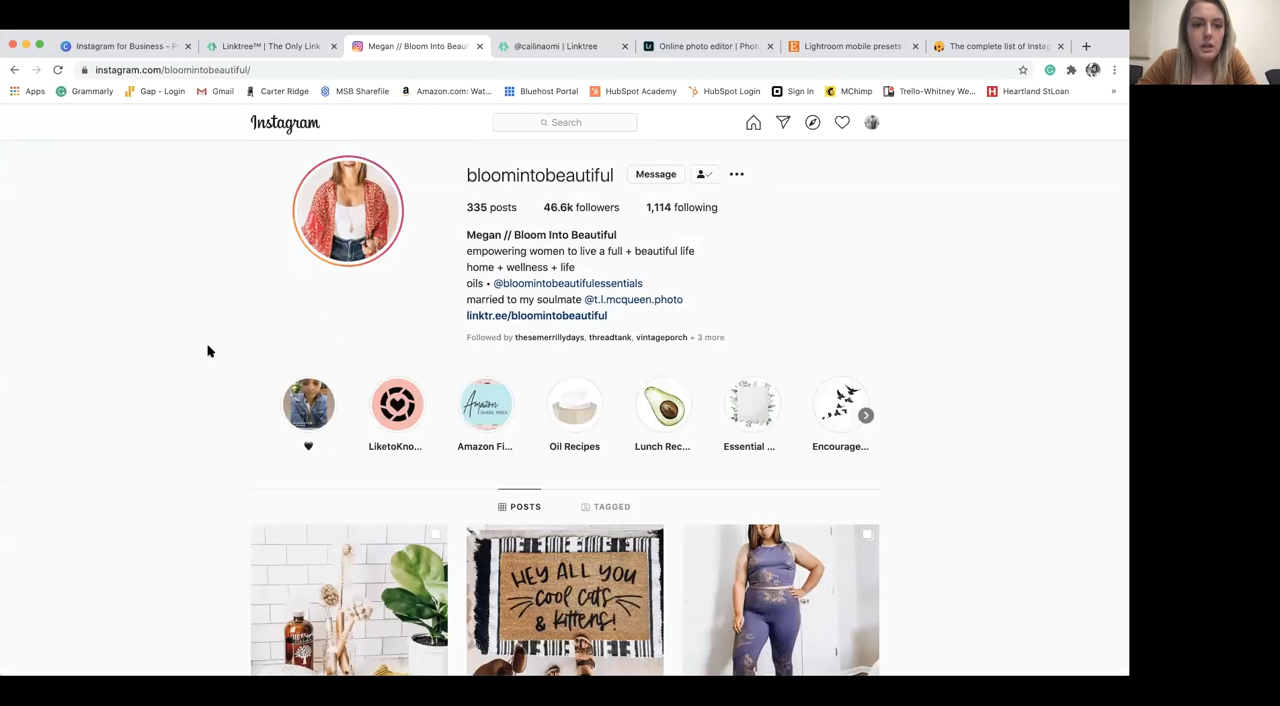 Instagram for Business - P
Linktree™ | The Only Link
Megan // Bloom Into Beaut
@cailinaomi | Linktree
Online photo editor | Phot
Lightroom mobile presets
The complete list of Instag
instagram.com/bloomintobeautiful/
Apps
Grammarly
Gap - Login
Gmail
Carter Ridge
MSB Sharefile
Amazon.com: Wat...
Bluehost Portal
HubSpot Academy
HubSpot Login
Sign In
MChimp
Trello-Whitney We...
Heartland StLoan
»
Instagram
Search
bloomintobeautiful
Message
335 posts
46.6k followers
1,114 following
Megan // Bloom Into Beautiful
empowering women to live a full + beautiful life
home + wellness + life
oils • @bloomintobeautifulessentials
married to my soulmate @t.l.mcqueen.photo
linktr.ee/bloomintobeautiful
Followed by thesemerrillydays, threadtank, vintageporch + 3 more
Amazon
LiketoKno...
Amazon Fi...
Oil Recipes
Lunch Rec...
Essential ...
Encourage...
POSTS
TAGGED
HEY ALL YOU
cool cats
& kittens!